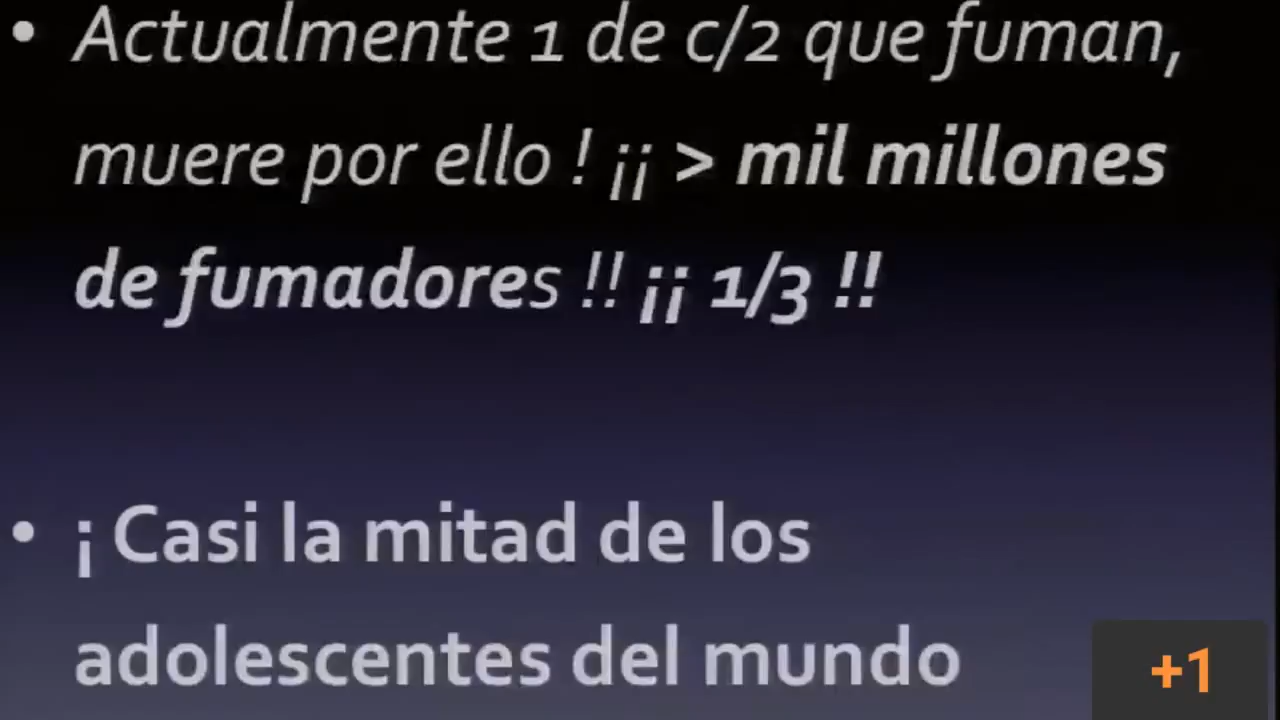 • Actualmente 1 de c/2 que fuman,
muere por ello ! ¡¡ > mil millones
de fumadores !! ¡¡ 1/3 !!
• ¡ Casi la mitad de los
adolescentes del mundo
+1